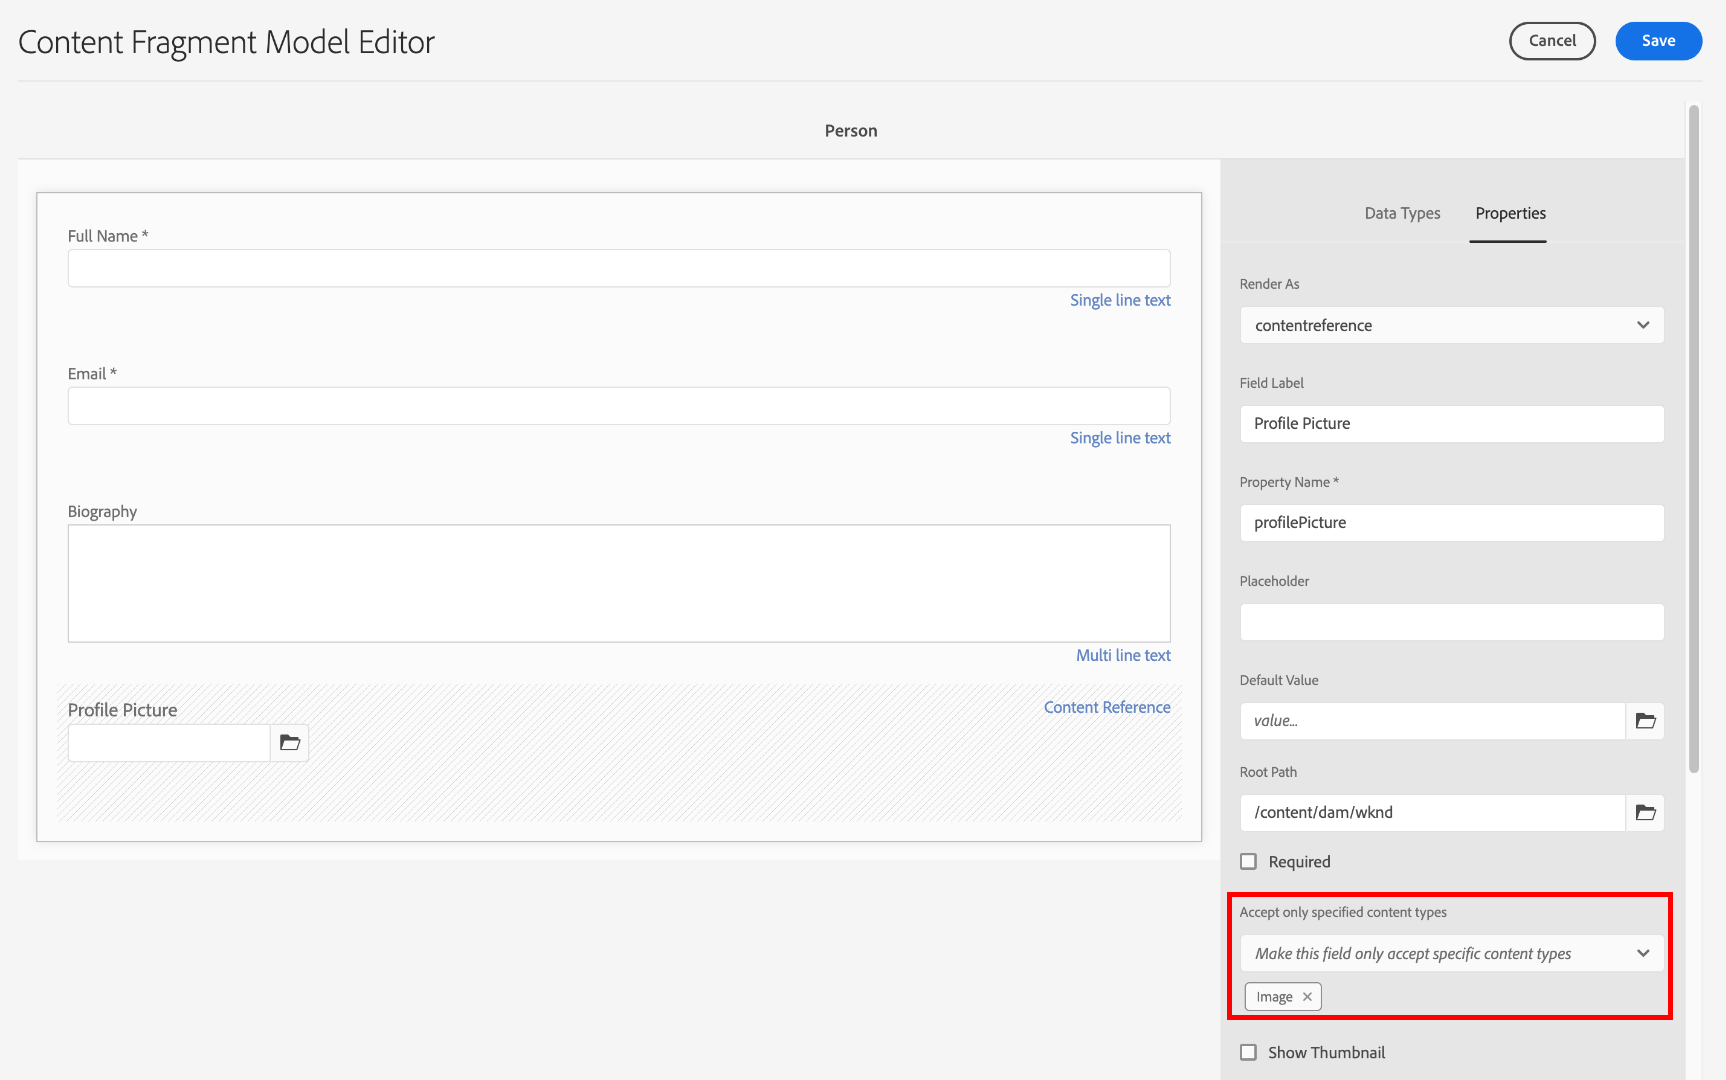 Content Fragment Model Editor
Cancel
Save
Person
Full Name *
Single line text
Email *
Single line text
Biography
Multi line text
Profile Picture
Content Reference
Data Types
Properties
Render As
contentreference
Field Label
Profile Picture
Property Name *
profilePicture
Placeholder
Default Value
value...
Root Path
/content/dam/wknd
Required
Accept only specified content types
Make this field only accept specific content types
Image ×
Show Thumbnail